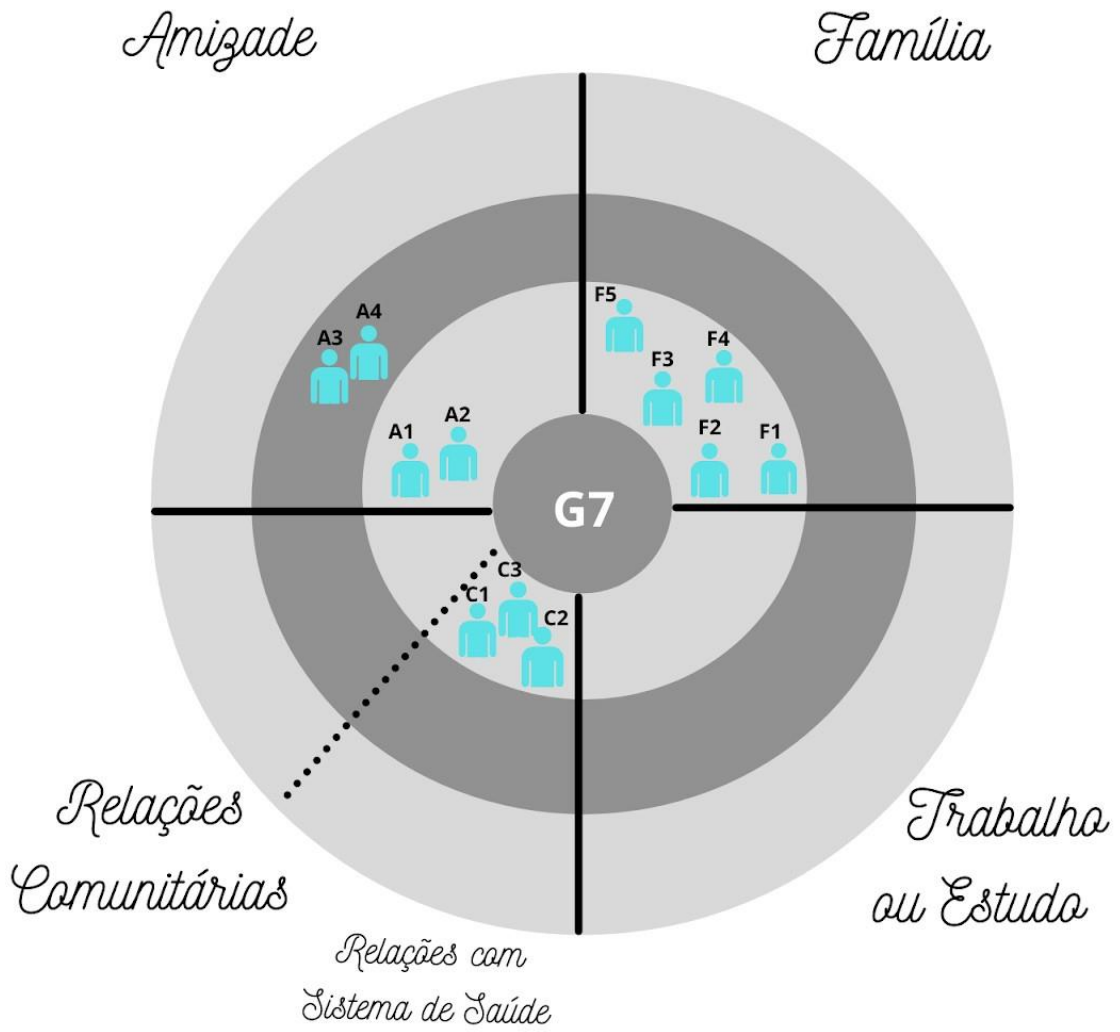 Amizade
Família
F5
A4
A3
F4
F3
A2
A1
F2
F1
G7
C3
C1
C2
Relações
Comunitárias
Trabalho
ou Estudo
Relações com
Sistema de Saúde